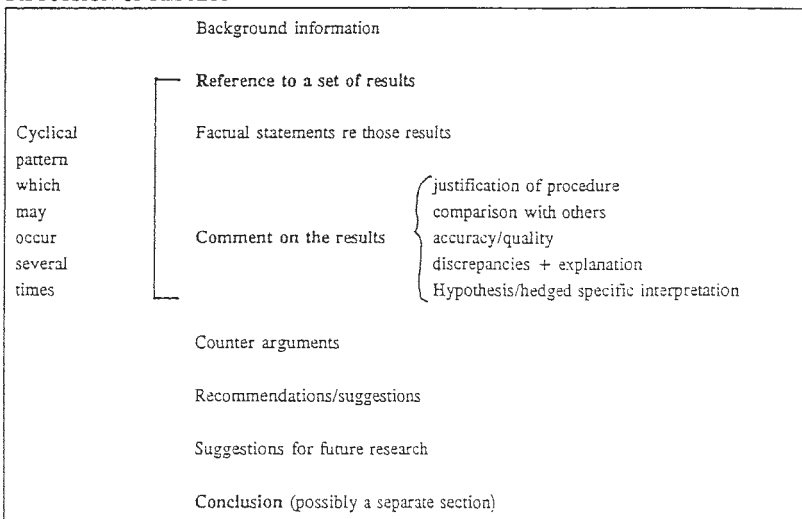 Background information
Reference to a set of results
Cyclical
pattern
which
may
occur
several
times
Factual statements re those results
Comment on the results
justification of procedure
comparison with others
accuracy/quality
discrepancies + explanation
Hypothesis/hedged specific interpretation
Counter arguments
Recommendations/suggestions
Suggestions for future research
Conclusion (possibly a separate section)